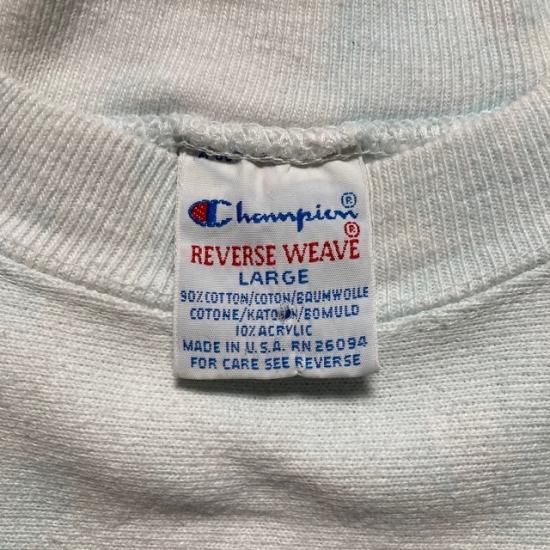 Champion ®
REVERSE WEAVE ®
LARGE
90% COTTON/COTON/BAUMWOLLE
COTONE/KATOEN/BOMULD
10% ACRYLIC
MADE IN U.S.A. RN 26094
FOR CARE SEE REVERSE